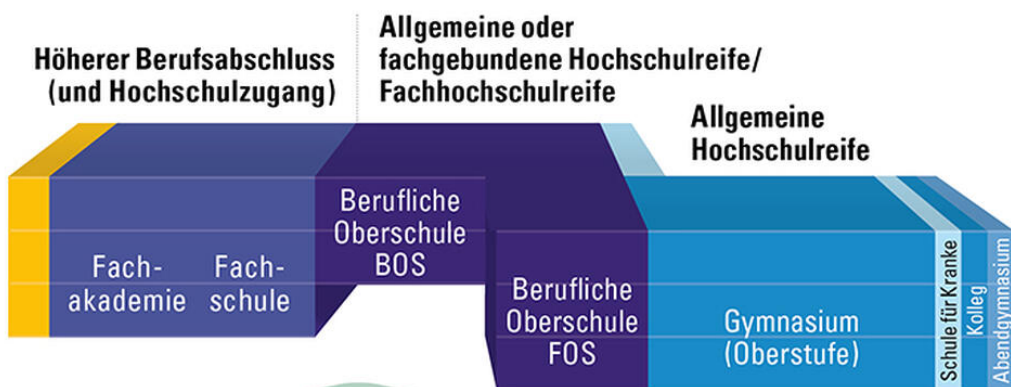 Höherer Berufsabschluss
(und Hochschulzugang)
Allgemeine oder
fachgebundene Hochschulreife/
Fachhochschulreife
Allgemeine
Hochschulreife
Fach-
akademie
Fach-
schule
Berufliche
Oberschule
BOS
Berufliche
Oberschule
FOS
Gymnasium
(Oberstufe)
Schule für Kranke
Kolleg
Abendgymnasium